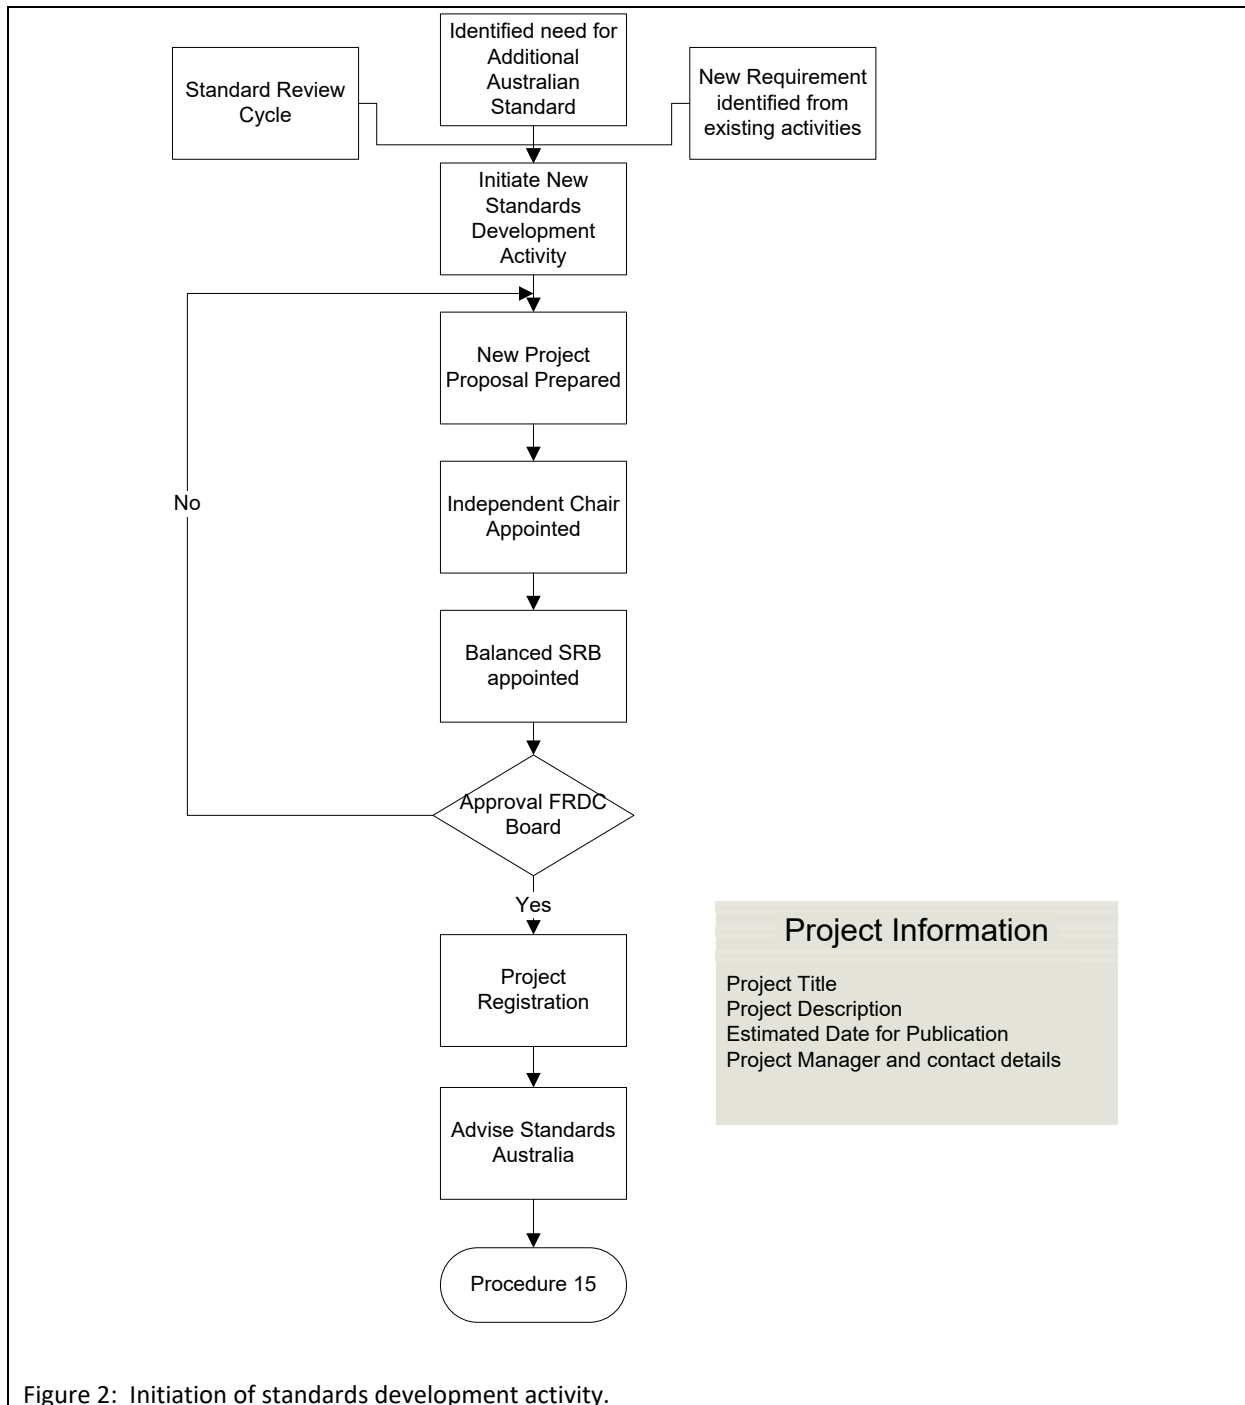 Identified need for
Additional
Australian
Standard
Standard Review
Cycle
New Requirement
identified from
existing activities
Initiate New
Standards
Development
Activity
New Project
Proposal Prepared
No
Independent Chair
Appointed
Balanced SRB
appointed
Approval FRDC
Board
Yes
Project
Registration
Project Information
Project Title
Project Description
Estimated Date for Publication
Project Manager and contact details
Advise Standards
Australia
Procedure 15
Figure 2:  Initiation of standards development activity.